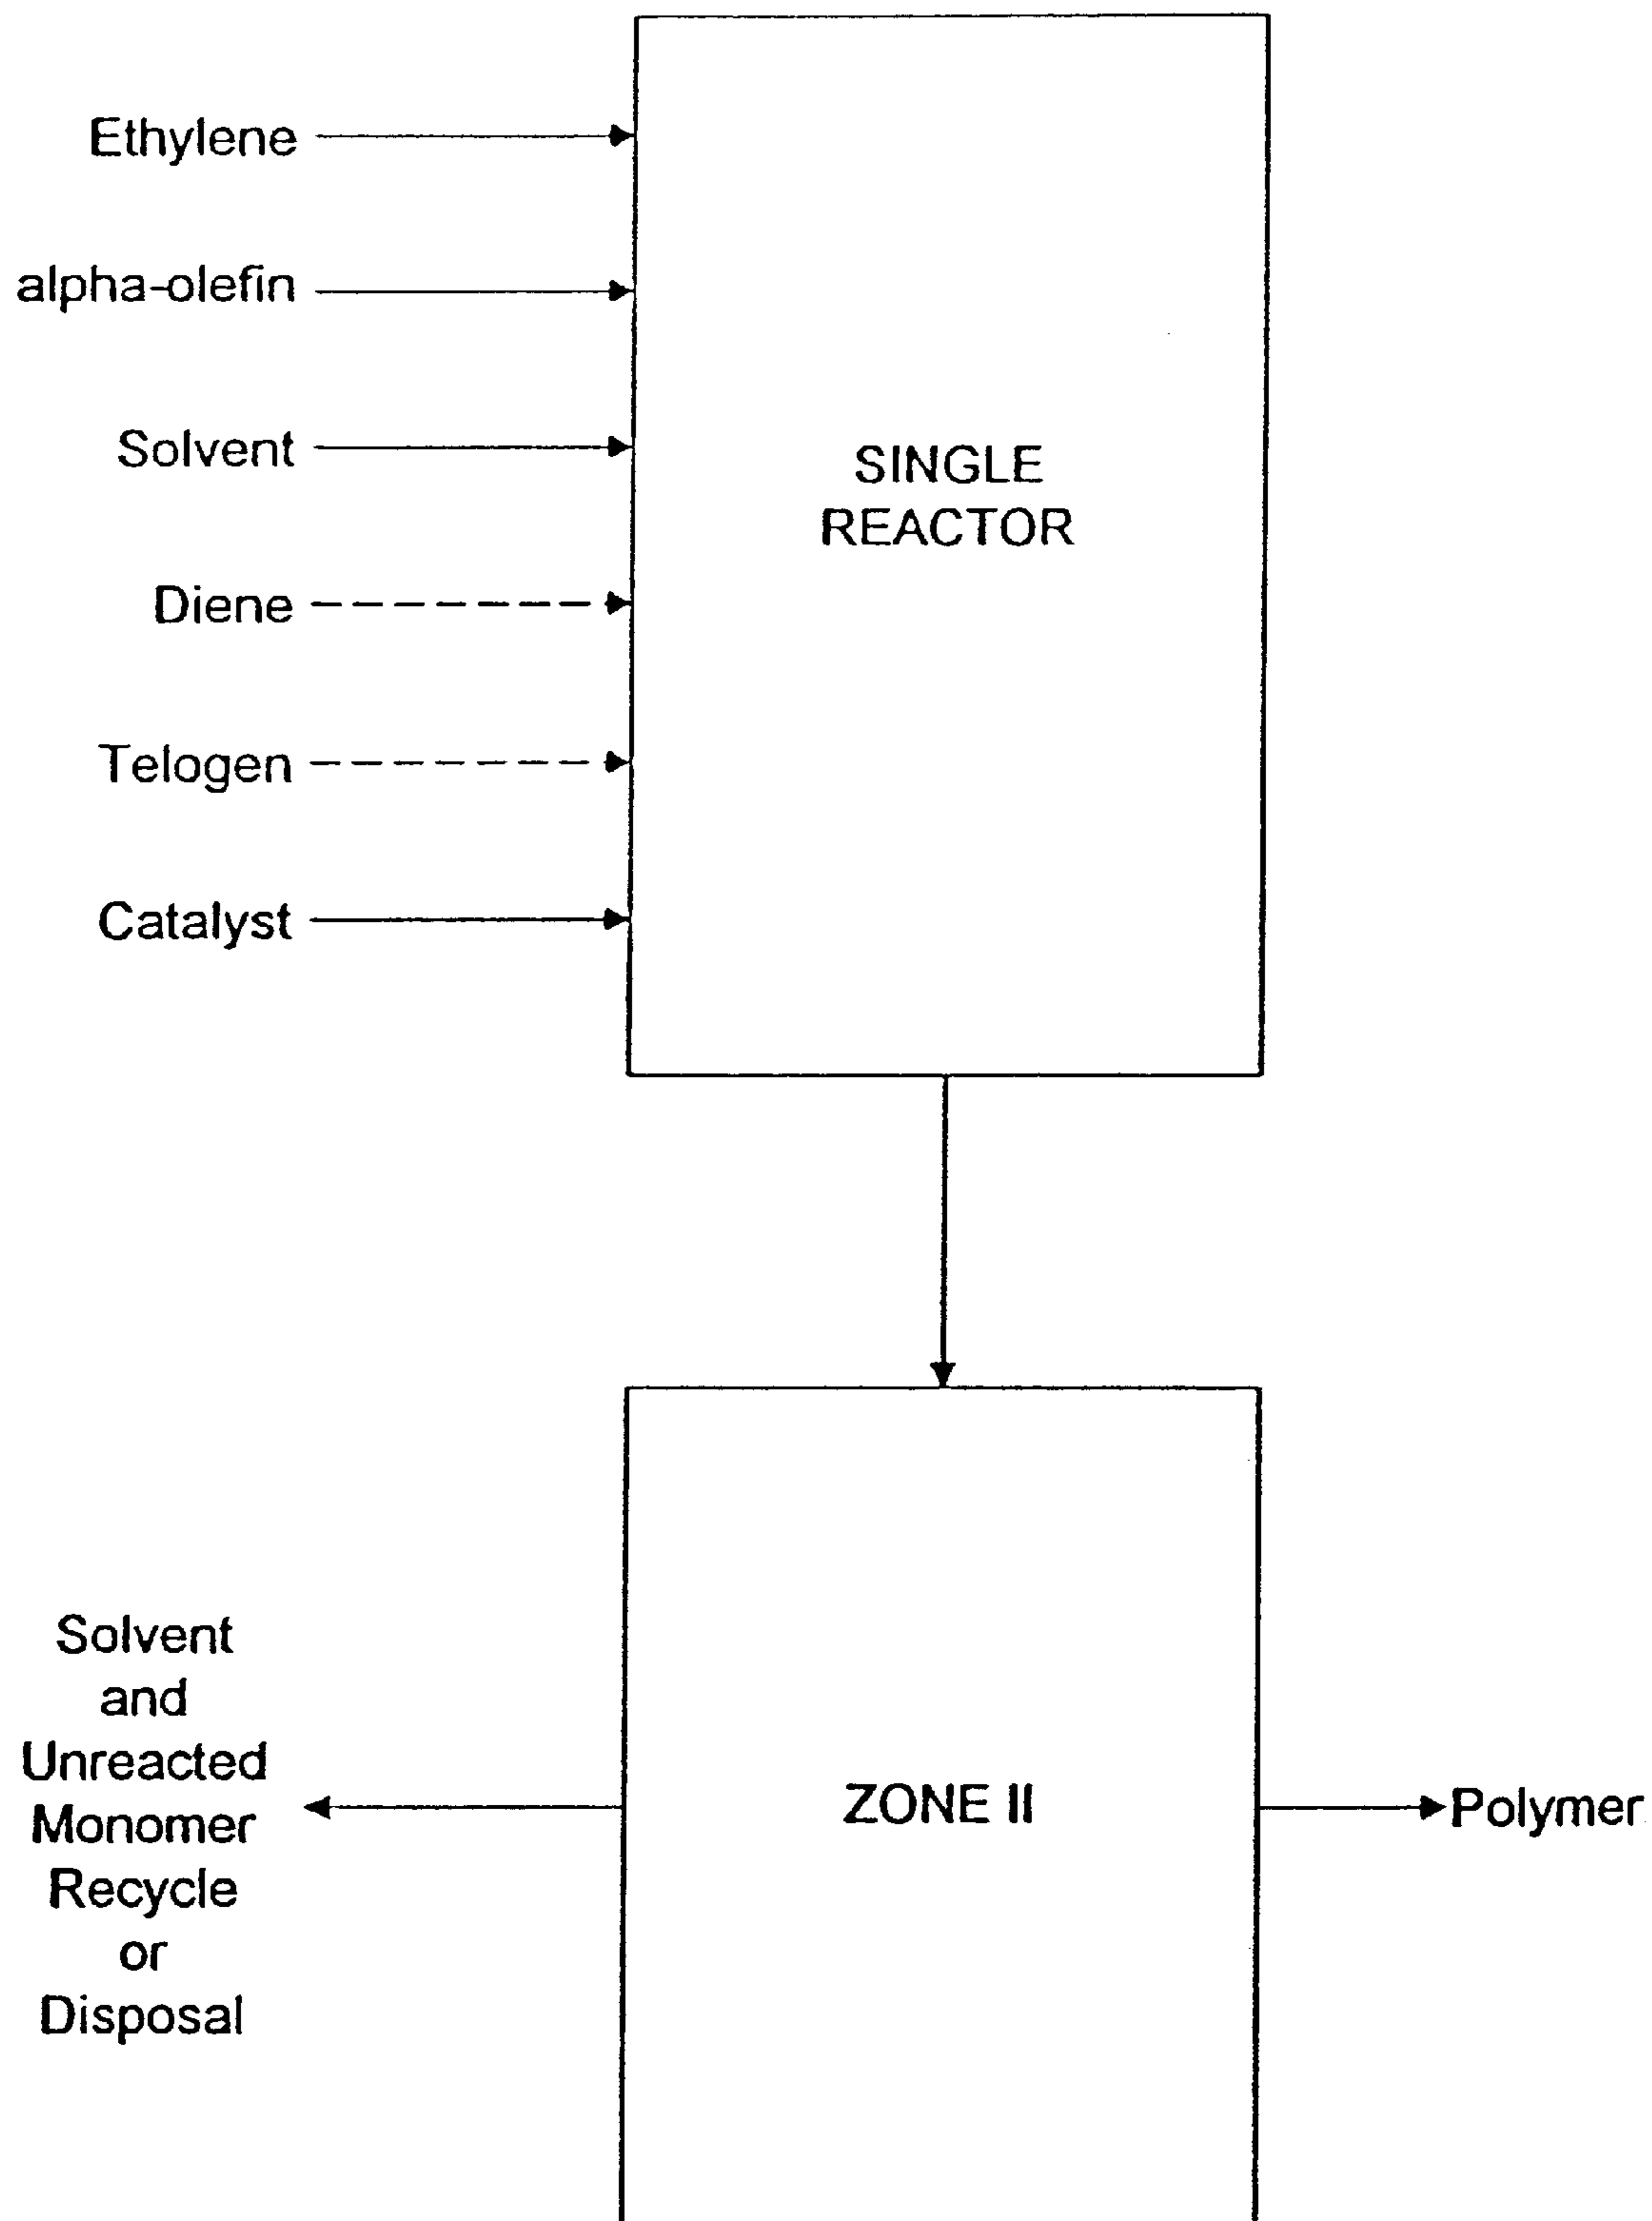 Ethylene
alpha-olefin
Solvent
SINGLE
REACTOR
Diene
Telogen
Catalyst
Solvent
and
Unreacted
Monomer
Recycle
or
Disposal
ZONE II
Polymer